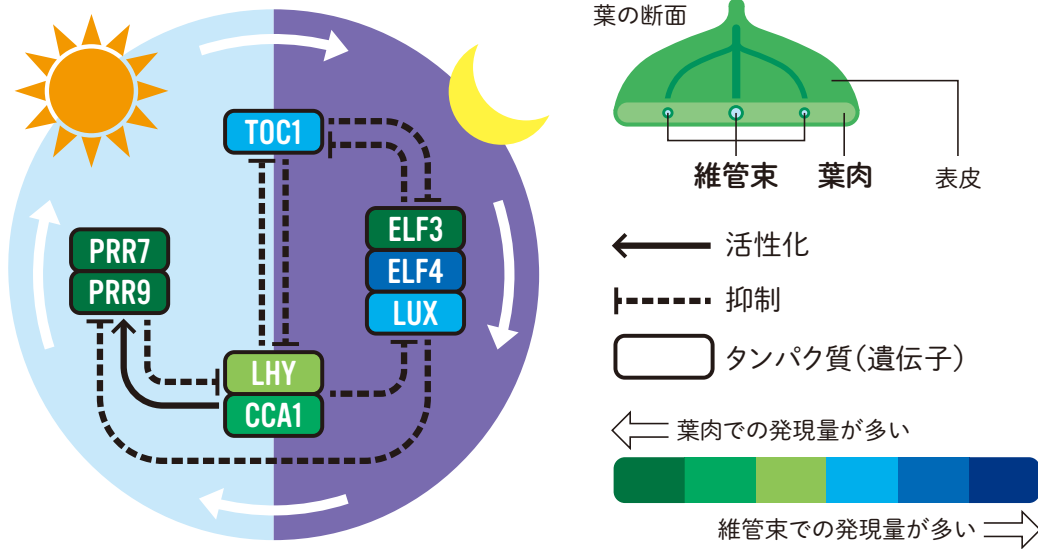 TOC1
ELF3
ELF4
LUX
PRR7
PRR9
LHY
CCA1
葉の断面
維管束
葉肉
表皮
活性化
抑制
タンパク質(遺伝子)
葉肉での発現量が多い
維管束での発現量が多い